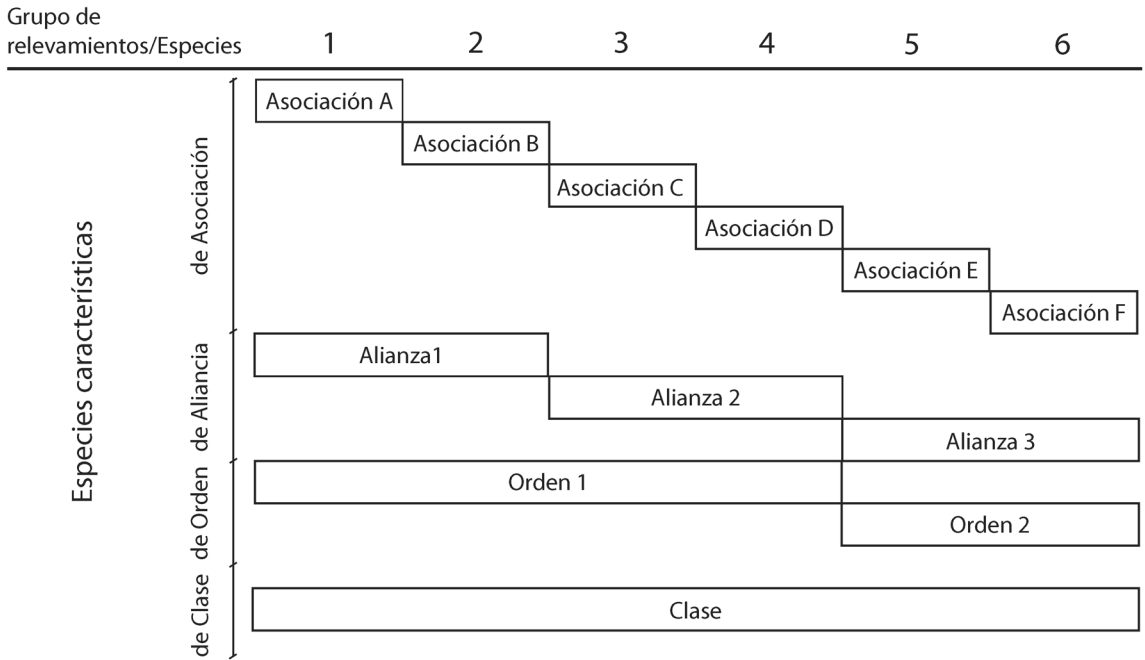 Grupo de
relevamientos/Especies 1 2 3 4 5 6
Especies características
de Asociación
Asociación A
Asociación B
Asociación C
Asociación D
Asociación E
Asociación F
de Aliancia
Alianza1
Alianza 2
Alianza 3
de Orden
Orden 1
Orden 2
de Clase
Clase